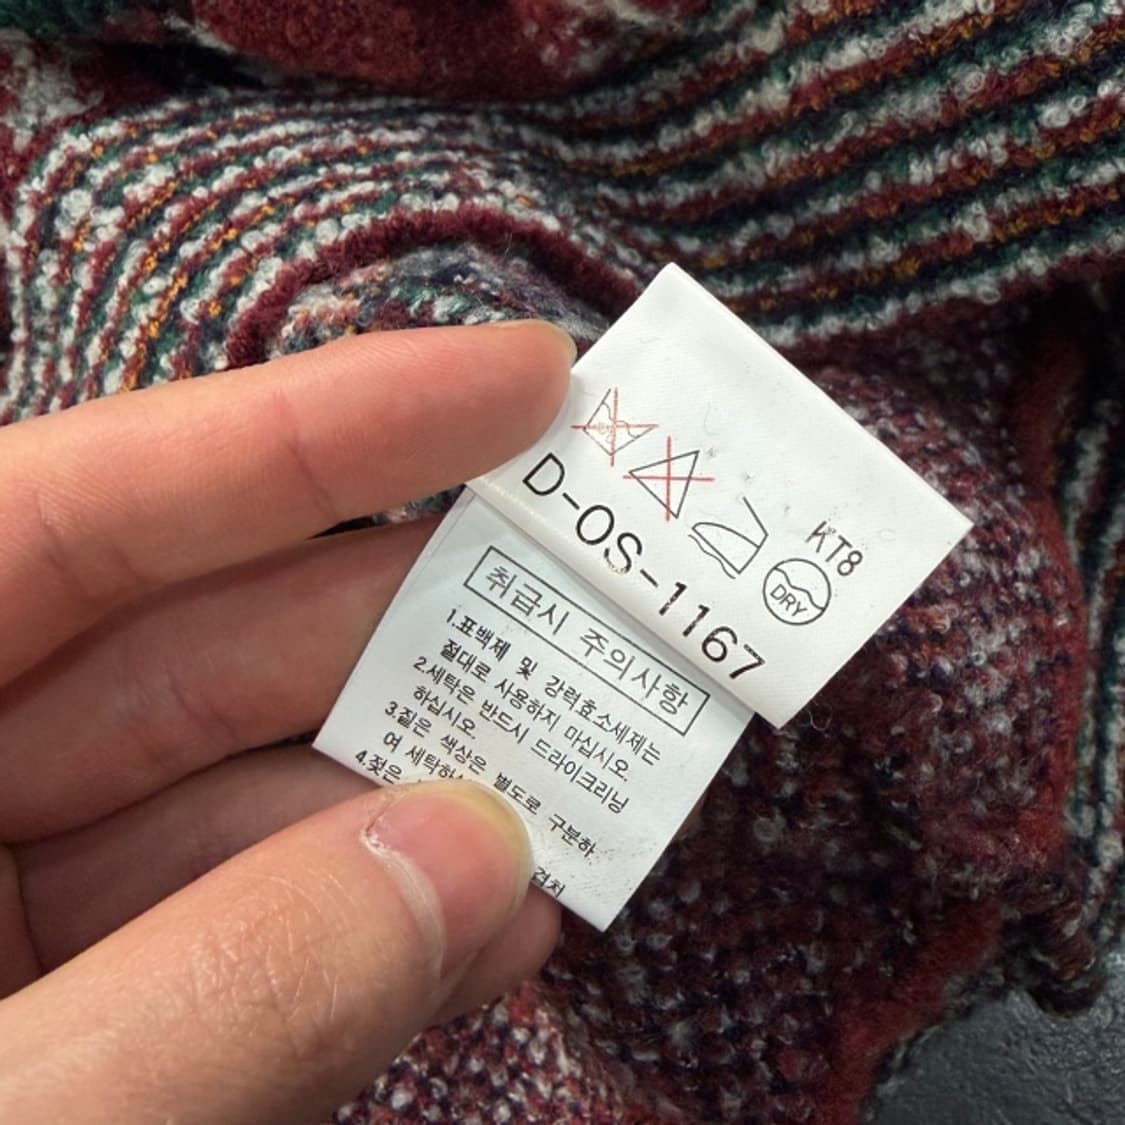 KT8
DRY
D-OS-1167
취급시 주의사항
1.표백제 및 강력효소세제는
절대로 사용하지 마십시오.
2.세탁은 반드시 드라이크리닝
하십시오.
3.짙은 색상은 별도로 구분하
여 세탁하
4.젖은
걸쳐